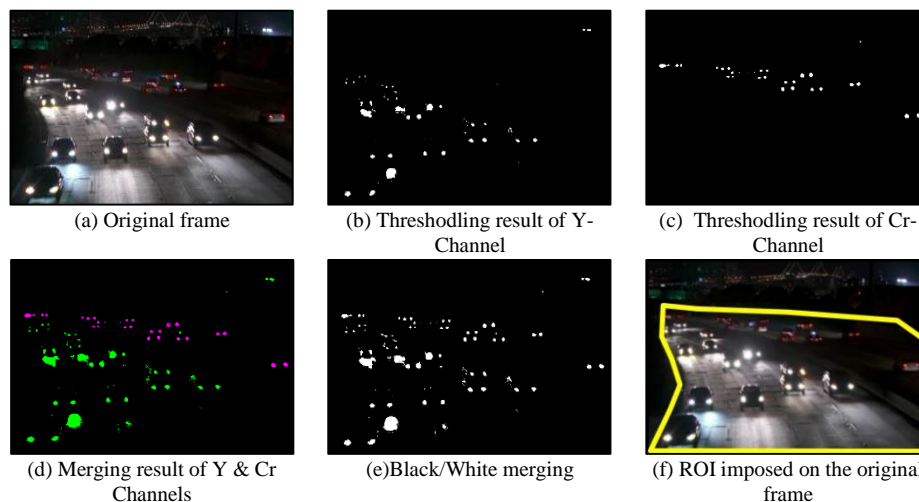 (a) Original frame
(b) Threshodling result of Y-
Channel
(c) Threshodling result of Cr-
Channel
(d) Merging result of Y & Cr
Channels
(e)Black/White merging
(f) ROI imposed on the original
frame